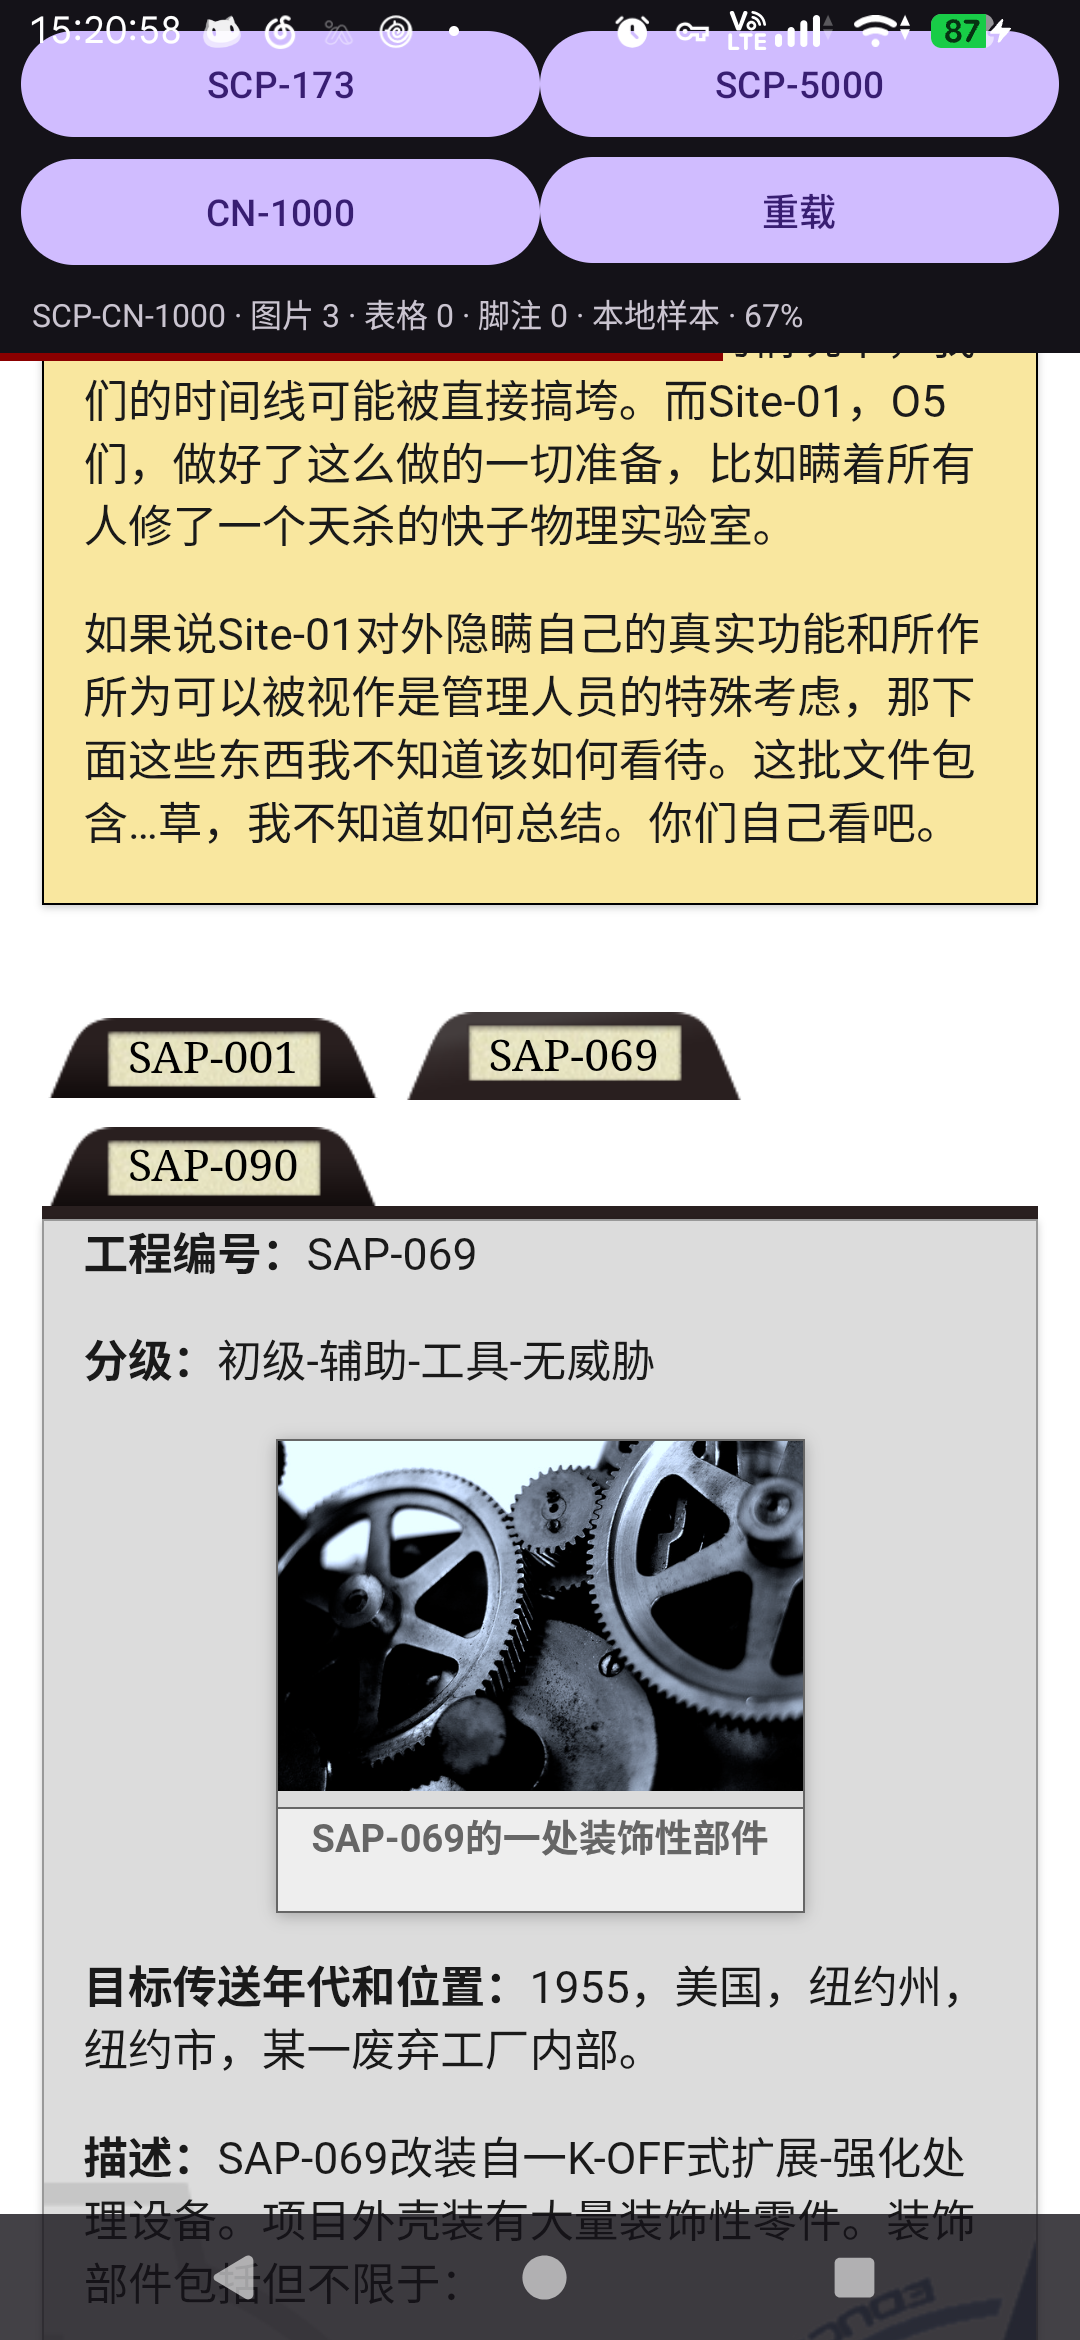 15:20:58
VoLTE
87
SCP-173
SCP-5000
CN-1000
重载
SCP-CN-1000 · 图片 3 · 表格 0 · 脚注 0 · 本地样本 · 67%
们的时间线可能被直接搞垮。而Site-01，O5
们，做好了这么做的一切准备，比如瞒着所有
人修了一个天杀的快子物理实验室。
如果说Site-01对外隐瞒自己的真实功能和所作
所为可以被视作是管理人员的特殊考虑，那下
面这些东西我不知道该如何看待。这批文件包
含...草，我不知道如何总结。你们自己看吧。
SAP-001
SAP-069
SAP-090
工程编号：SAP-069
分级：初级-辅助-工具-无威胁
SAP-069的一处装饰性部件
目标传送年代和位置：1955，美国，纽约州，
纽约市，某一废弃工厂内部。
描述：SAP-069改装自一K-OFF式扩展-强化处
理设备。项目外壳装有大量装饰性零件。装饰
部件包括但不限于：